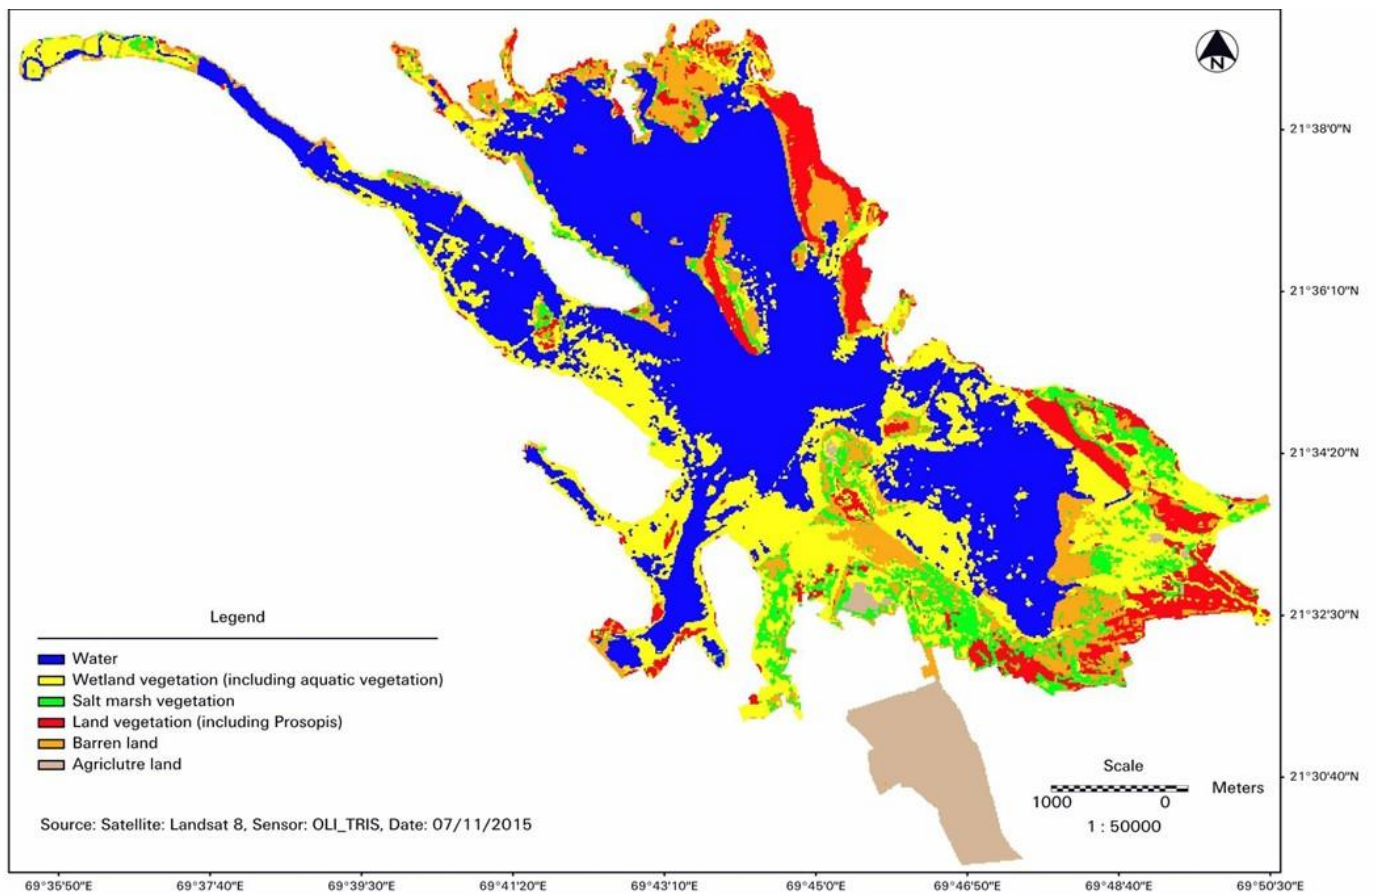 N
21°38'0"N
21°36'10"N
21°34'20"N
21°32'30"N
21°30'40"N
Legend
Water
Wetland vegetation (including aquatic vegetation)
Salt marsh vegetation
Land vegetation (including Prosopis)
Barren land
Agriclutre land
Scale
Meters
1000 0
1 : 50000
Source: Satellite: Landsat 8, Sensor: OLI_TRIS, Date: 07/11/2015
69°35'50"E 69°37'40"E 69°39'30"E 69°41'20"E 69°43'10"E 69°45'0"E 69°46'50"E 69°48'40"E 69°50'30"E